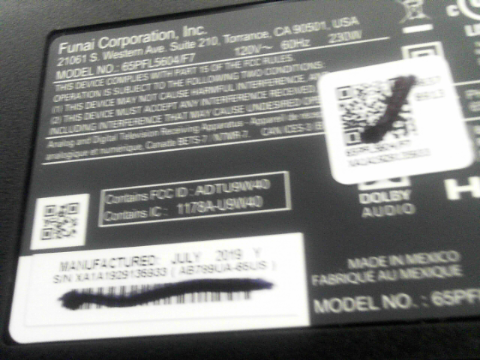 Funai Corporation, Inc.
21061 S. Western Ave. Suite 210, Torrance, CA 90501, USA
MODEL NO.: 65PFL5604/F7 120V~ 60Hz 230W
THIS DEVICE COMPLIES WITH PART 15 OF THE FCC RULES.
OPERATION IS SUBJECT TO THE FOLLOWING TWO CONDITIONS:
(1) THIS DEVICE MAY NOT CAUSE HARMFUL INTERFERENCE, AND
(2) THIS DEVICE MUST ACCEPT ANY INTERFERENCE RECEIVED,
INCLUDING INTERFERENCE THAT MAY CAUSE UNDESIRED
Analog and Digital Television Receiving Apparatus - Appareil de
analogique et numérique, Canada BETS-7 / NTMR-7 CAN ICES-3
Contains FCC ID : ADTU9W40
Contains IC : 1178A-U9W40
DOLBY
AUDIO
MANUFACTURED: JULY 2019 Y
S/N XA1A1929135933 ( AB799UA-65US )
MADE IN MEXICO
FABRIQUÉ AU MEXIQUE
MODEL NO. : 65PF